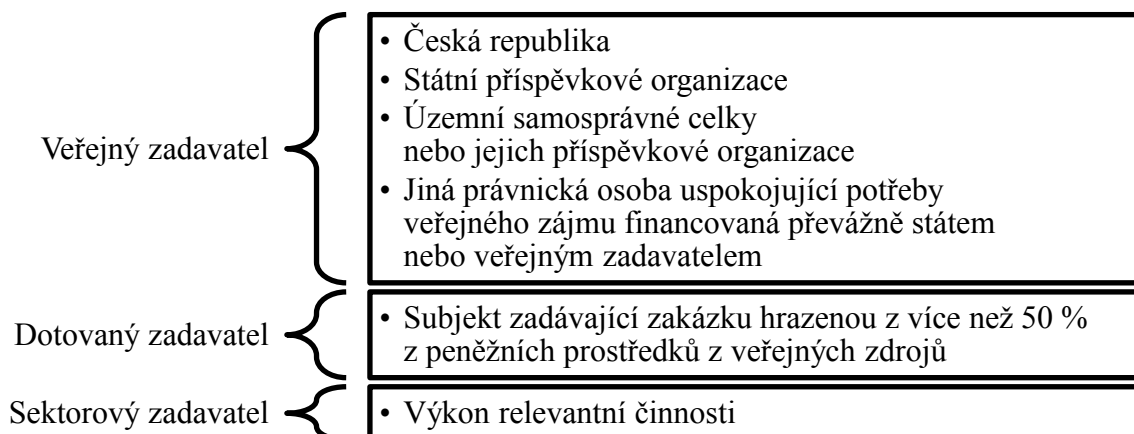 Veřejný zadavatel
• Česká republika
• Státní příspěvkové organizace
• Územní samosprávné celky
nebo jejich příspěvkové organizace
• Jiná právnická osoba uspokojující potřeby
veřejného zájmu financovaná převážně státem
nebo veřejným zadavatelem
Dotovaný zadavatel
• Subjekt zadávající zakázku hrazenou z více než 50 %
z peněžních prostředků z veřejných zdrojů
Sektorový zadavatel
• Výkon relevantní činnosti